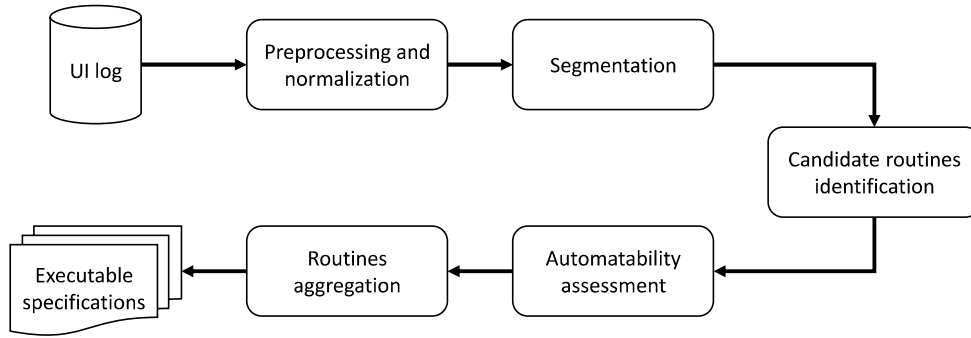 UI log
Preprocessing and
normalization
Segmentation
Candidate routines
identification
Automatability
assessment
Routines
aggregation
Executable
specifications